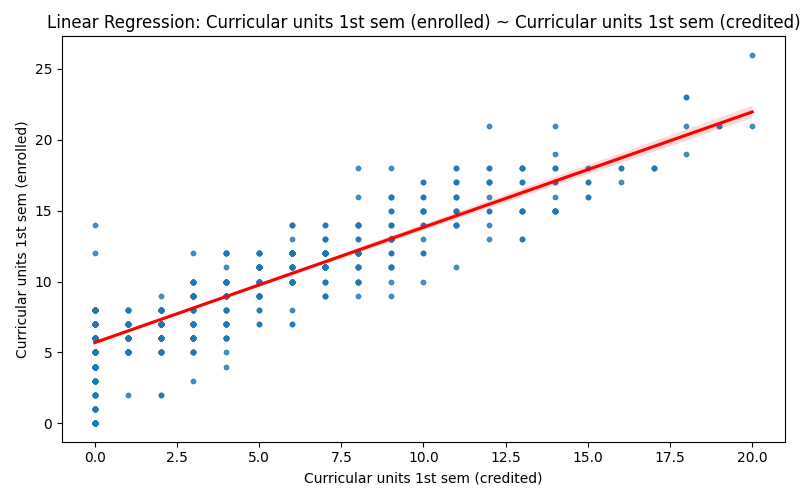 Linear Regression: Curricular units 1st sem (enrolled) ~ Curricular units 1st sem (credited)
Curricular units 1st sem (enrolled)
25
20
15
10
5
0
0.0 2.5 5.0 7.5 10.0 12.5 15.0 17.5 20.0
Curricular units 1st sem (credited)